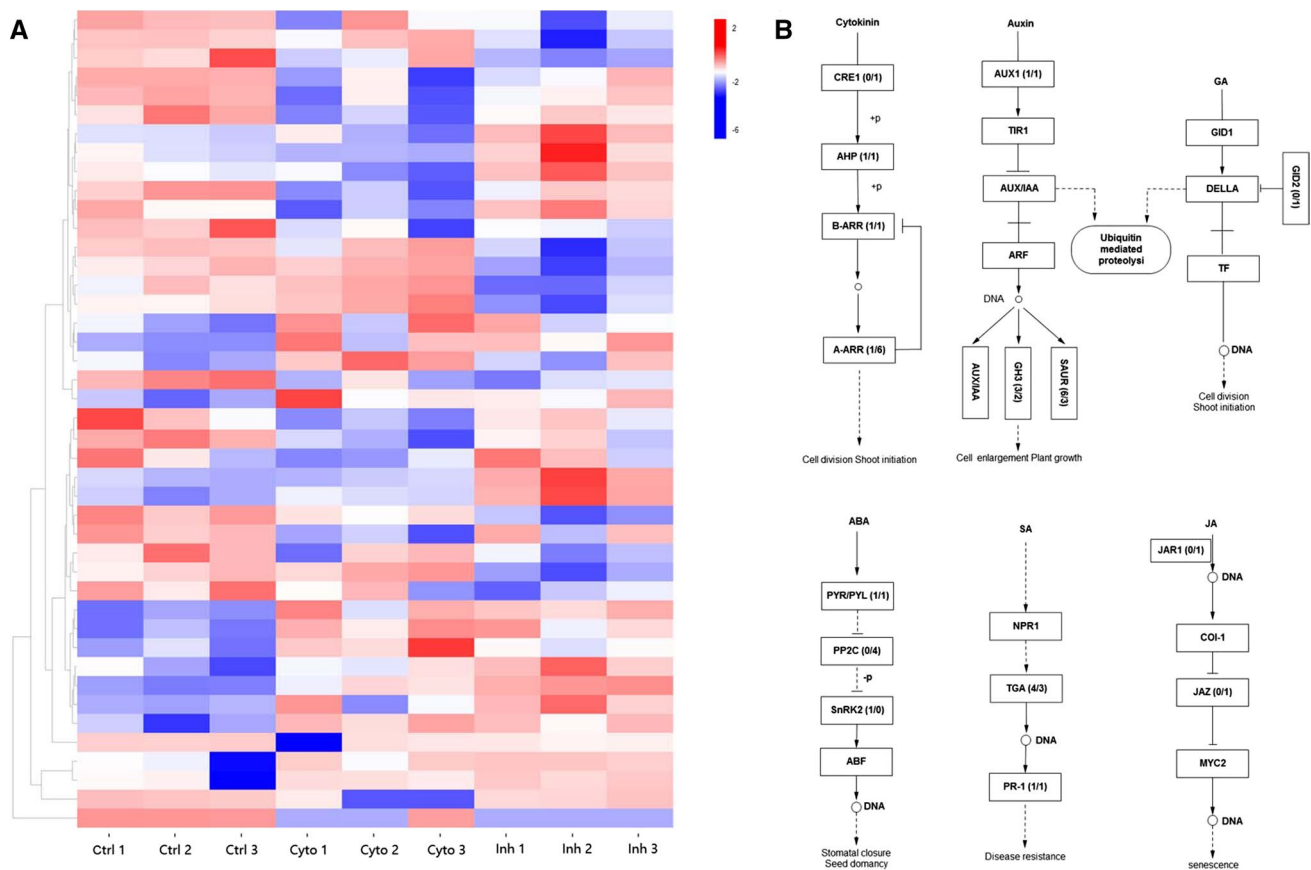 A
2
-2
-6
Ctrl 1
Ctrl 2
Ctrl 3
Cyto 1
Cyto 2
Cyto 3
Inh 1
Inh 2
Inh 3
B
Cytokinin
CRE1 (0/1)
+p
AHP (1/1)
+p
B-ARR (1/1)
A-ARR (1/6)
Cell division Shoot initiation
Auxin
AUX1 (1/1)
TIR1
AUX/IAA
ARF
DNA
AUX/IAA
GH3 (3/2)
SAUR (6/3)
Cell enlargement Plant growth
Ubiquitin
mediated
proteolysi
GA
GID1
DELLA
GID2 (0/1)
TF
DNA
Cell division
Shoot initiation
ABA
PYR/PYL (1/1)
PP2C (0/4)
-p
SnRK2 (1/0)
ABF
DNA
Stomatal closure
Seed domancy
SA
NPR1
TGA (4/3)
DNA
PR-1 (1/1)
Disease resistance
JA
JAR1 (0/1)
DNA
COI-1
JAZ (0/1)
MYC2
DNA
senescence